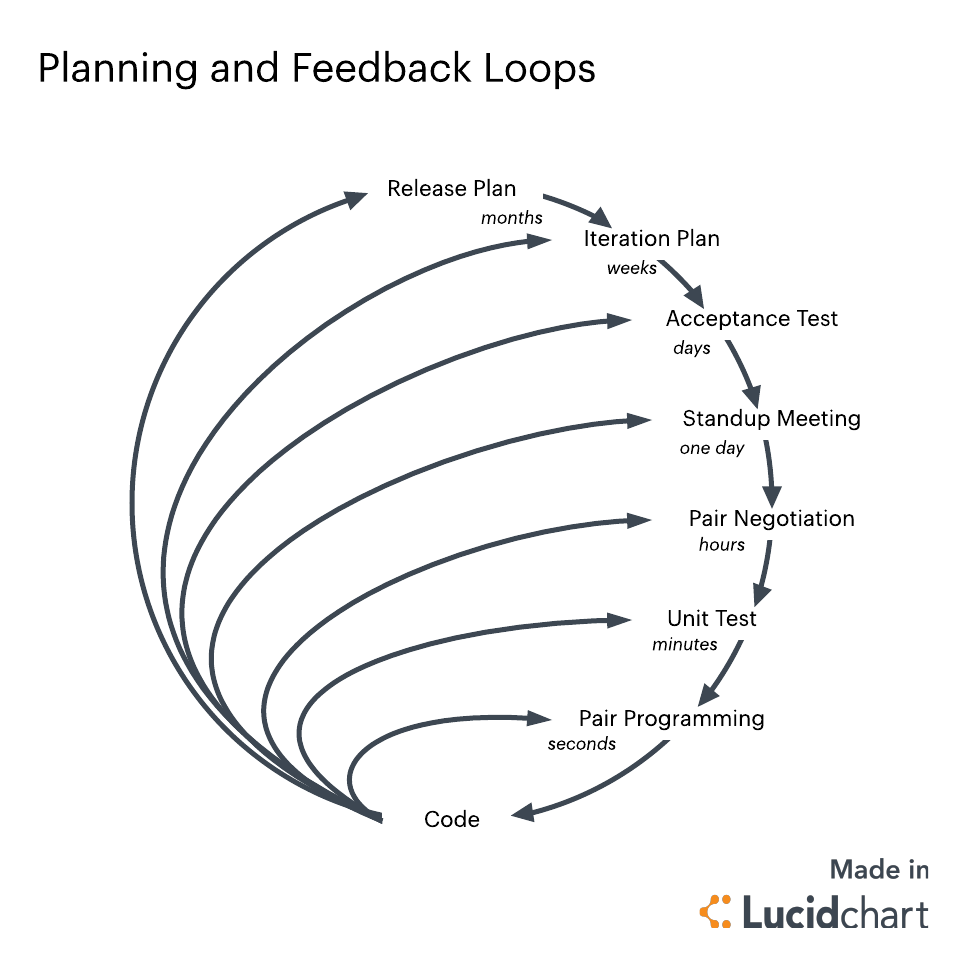 Planning and Feedback Loops
Release Plan
months
Iteration Plan
weeks
Acceptance Test
days
Standup Meeting
one day
Pair Negotiation
hours
Unit Test
minutes
Pair Programming
seconds
Code
Made in
Lucidchart